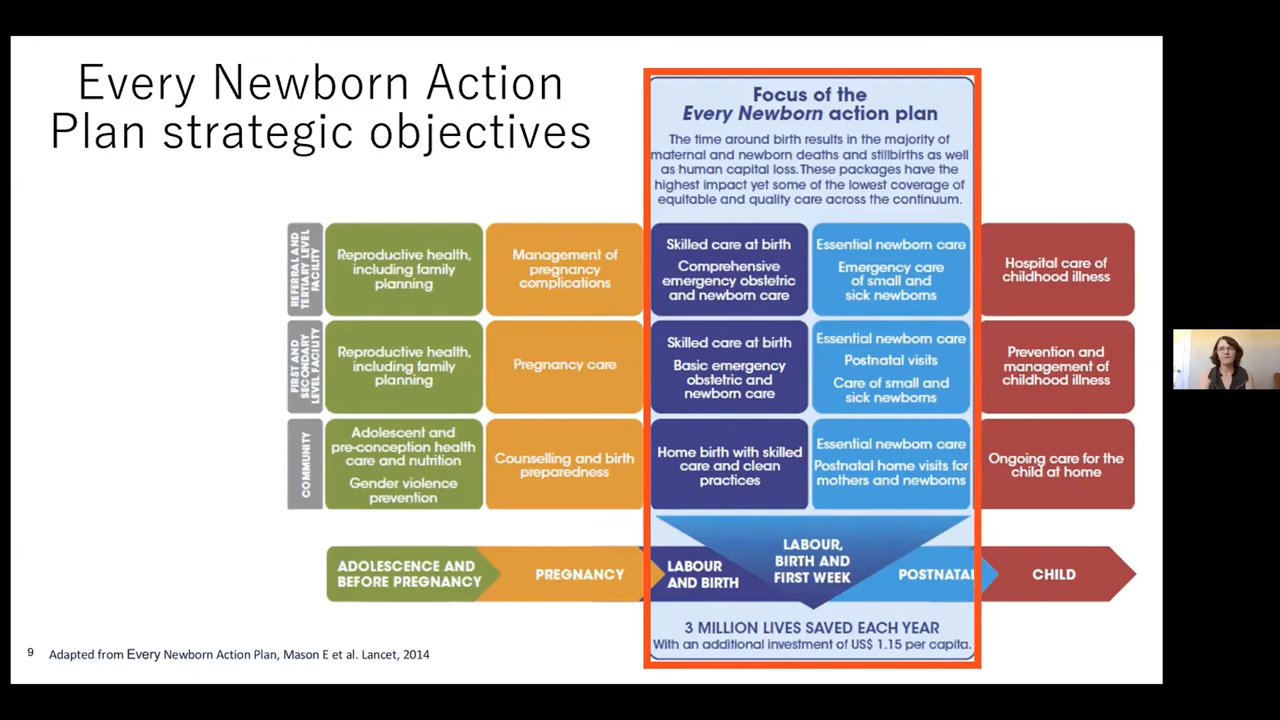 Every Newborn Action
Plan strategic objectives
Focus of the
Every Newborn action plan
The time around birth results in the majority of
maternal and newborn deaths and stillbirths as well
as human capital loss. These packages have the
highest impact yet some of the lowest coverage of
equitable and quality care across the continuum.
REFERRAL AND
TERTIARY LEVEL
FACILITY
Reproductive health,
including family
planning
Management of
pregnancy
complications
Skilled care at birth
Comprehensive
emergency obstetric
and newborn care
Essential newborn care
Emergency care
of small and
sick newborns
Hospital care of
childhood illness
FIRST AND
SECONDARY
LEVEL FACILITY
Reproductive health,
including family
planning
Pregnancy care
Skilled care at birth
Basic emergency
obstetric and
newborn care
Essential newborn care
Postnatal visits
Care of small and
sick newborns
Prevention and
management of
childhood illness
COMMUNITY
Adolescent and
pre-conception health
care and nutrition
Gender violence
prevention
Counselling and birth
preparedness
Home birth with skilled
care and clean
practices
Essential newborn care
Postnatal home visits for
mothers and newborns
Ongoing care for the
child at home
ADOLESCENCE AND
BEFORE PREGNANCY
PREGNANCY
LABOUR
AND BIRTH
LABOUR,
BIRTH AND
FIRST WEEK
POSTNATAL
CHILD
3 MILLION LIVES SAVED EACH YEAR
With an additional investment of US$ 1.15 per capita.
9 Adapted from Every Newborn Action Plan, Mason E et al. Lancet, 2014